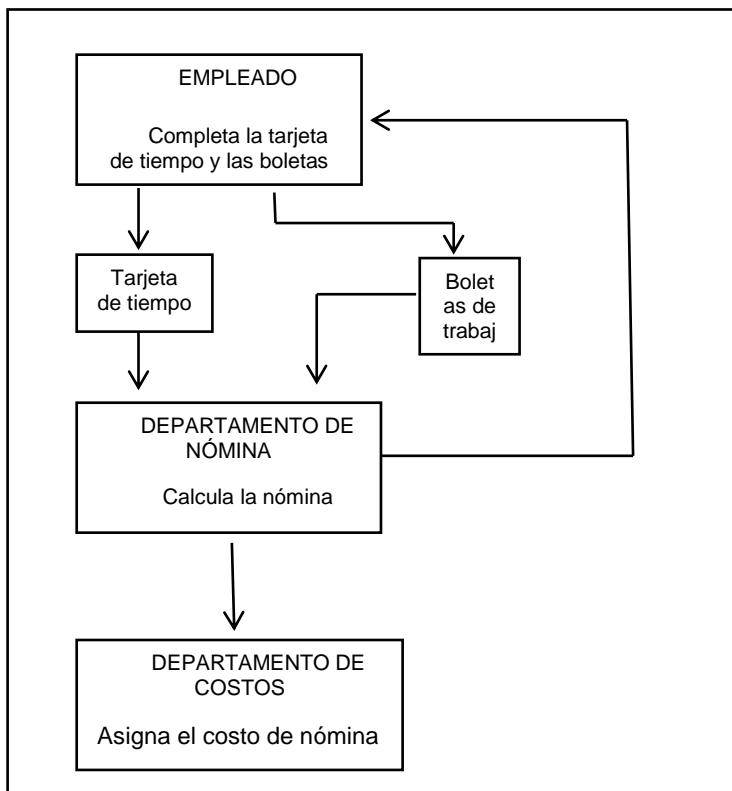 EMPLEADO
Completa la tarjeta
de tiempo y las boletas
Tarjeta
de tiempo
Bolet
as de
trabaj
DEPARTAMENTO DE
NÓMINA
Calcula la nómina
DEPARTAMENTO DE
COSTOS
Asigna el costo de nómina